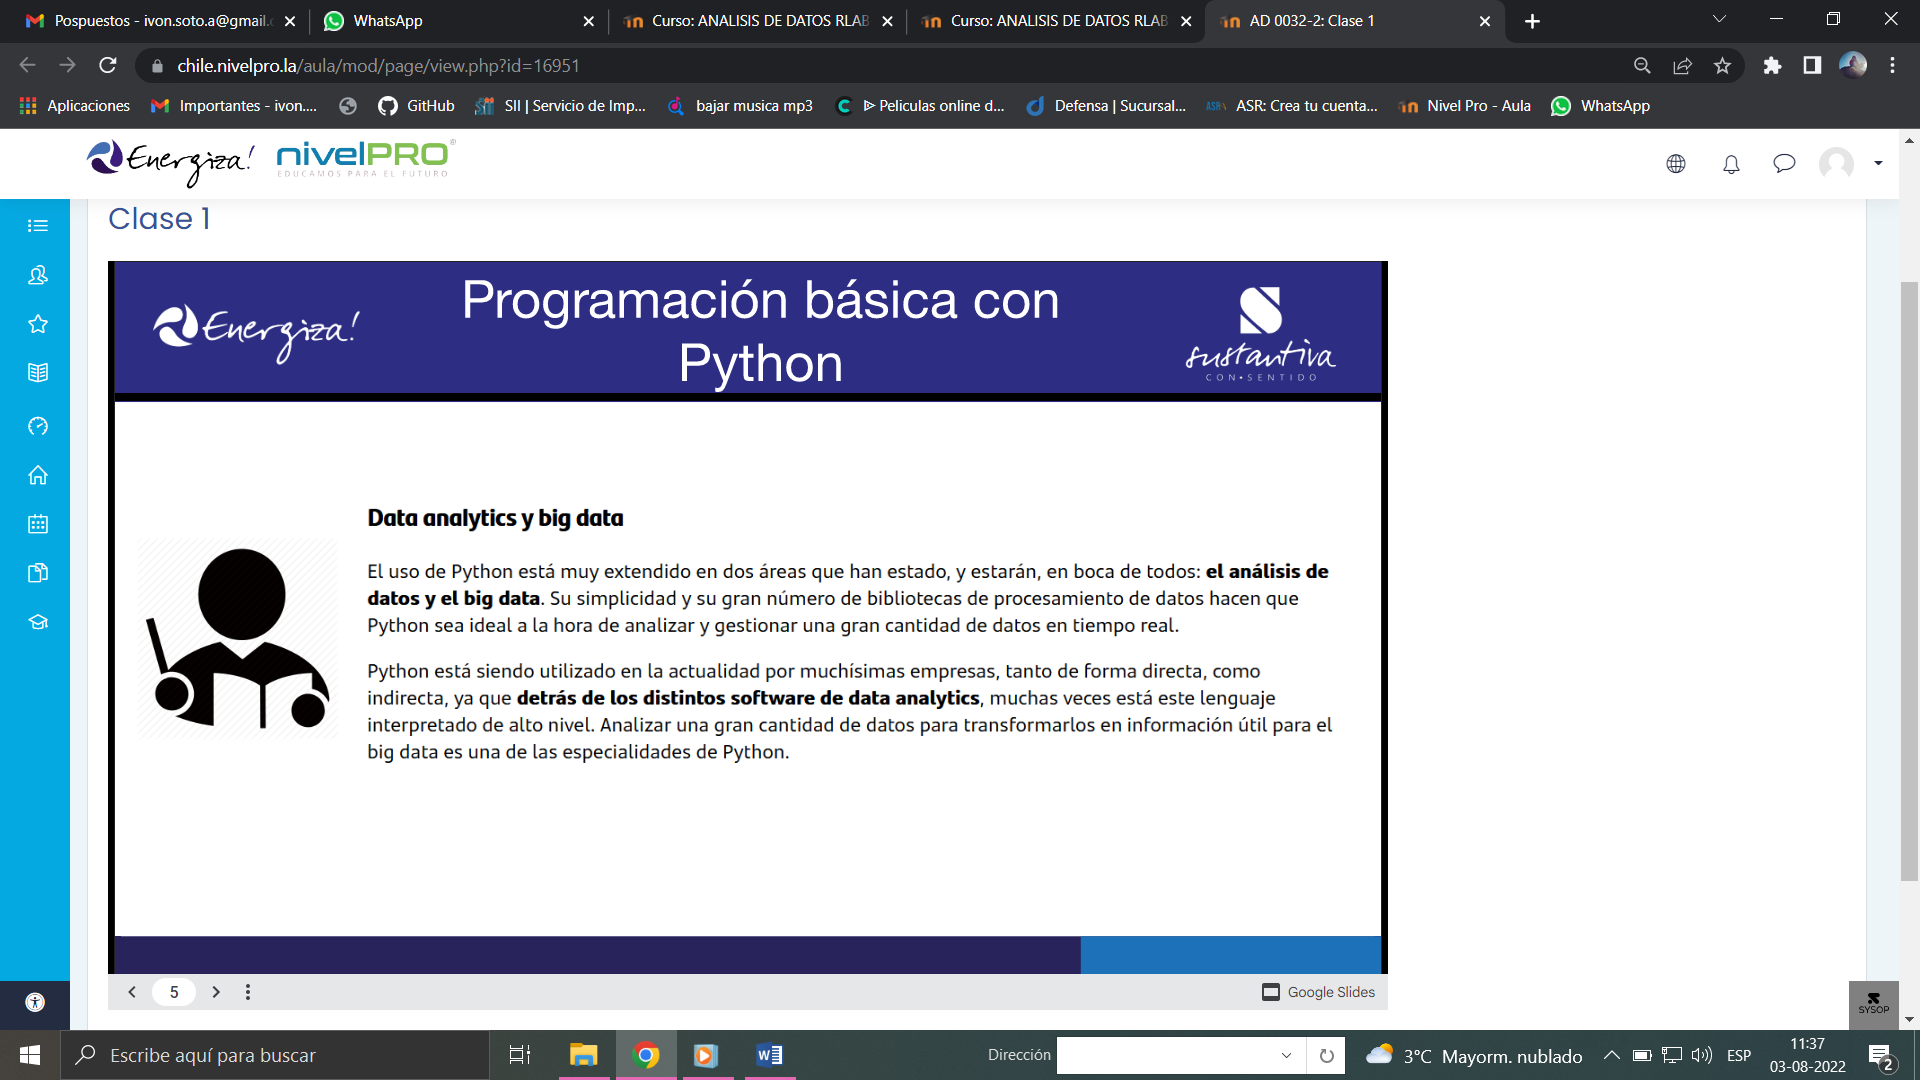 Pospuestos - ivon.soto.a@gmail.c
WhatsApp
Curso: ANALISIS DE DATOS RLAB
Curso: ANALISIS DE DATOS RLAB
AD 0032-2: Clase 1
chile.nivelpro.la/aula/mod/page/view.php?id=16951
Aplicaciones
Importantes - ivon....
GitHub
SII | Servicio de Imp...
bajar musica mp3
ᐈ Peliculas online d...
Defensa | Sucursal...
ASR: Crea tu cuenta...
Nivel Pro - Aula
WhatsApp
Energiza!
nivelPRO
EDUCAMOS PARA EL FUTURO
Clase 1
Energiza!
Programación básica con
Python
sustantiva
CON•SENTIDO
Data analytics y big data
El uso de Python está muy extendido en dos áreas que han estado, y estarán, en boca de todos: el análisis de
datos y el big data. Su simplicidad y su gran número de bibliotecas de procesamiento de datos hacen que
Python sea ideal a la hora de analizar y gestionar una gran cantidad de datos en tiempo real.
Python está siendo utilizado en la actualidad por muchísimas empresas, tanto de forma directa, como
indirecta, ya que detrás de los distintos software de data analytics, muchas veces está este lenguaje
interpretado de alto nivel. Analizar una gran cantidad de datos para transformarlos en información útil para el
big data es una de las especialidades de Python.
5
Google Slides
SYSOP
Escribe aquí para buscar
Dirección
3°C Mayorm. nublado
ESP
11:37
03-08-2022
2